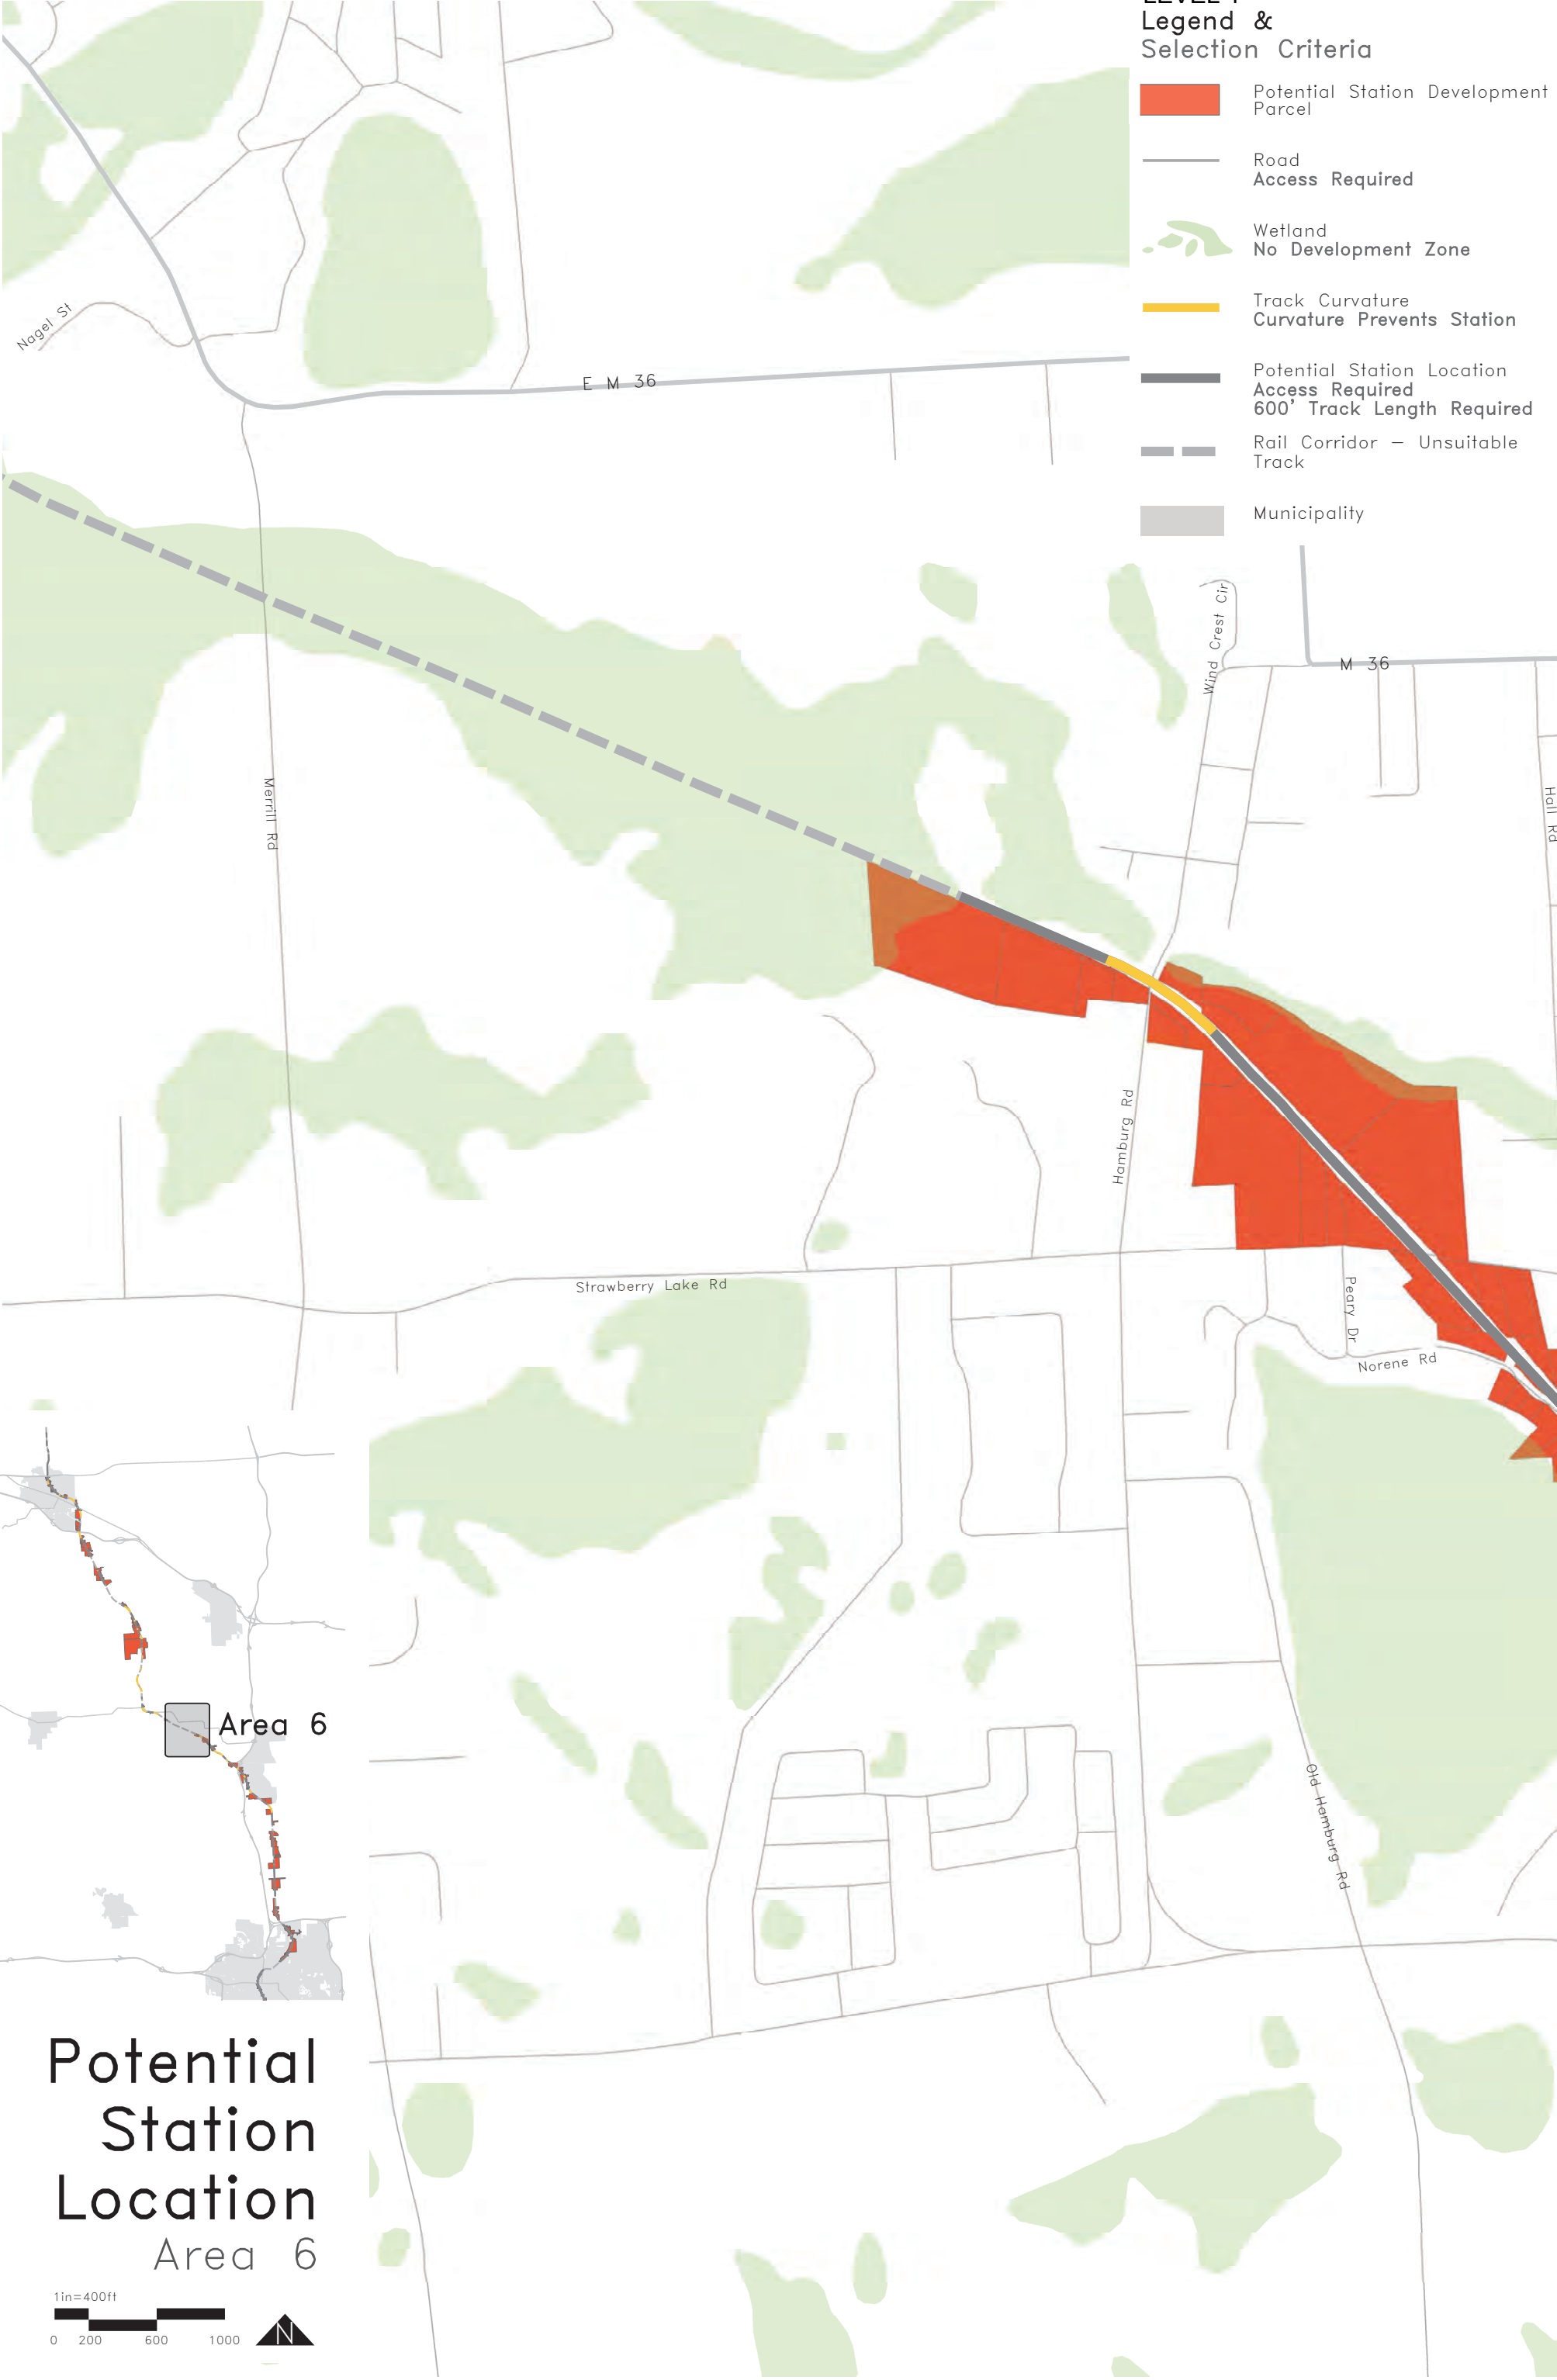 Legend &
Selection Criteria
Potential Station Development
Parcel
Road
Access Required
Wetland
No Development Zone
Track Curvature
Curvature Prevents Station
Potential Station Location
Access Required
600' Track Length Required
Rail Corridor – Unsuitable
Track
Municipality
Nagel St
E M 36
Wind Crest Cir
M 36
Merrill Rd
Hall Rd
Hamburg Rd
Strawberry Lake Rd
Peary Dr
Norene Rd
Old Hamburg Rd
Area 6
Potential
Station
Location
Area 6
1in=400ft
0 200 600 1000
N